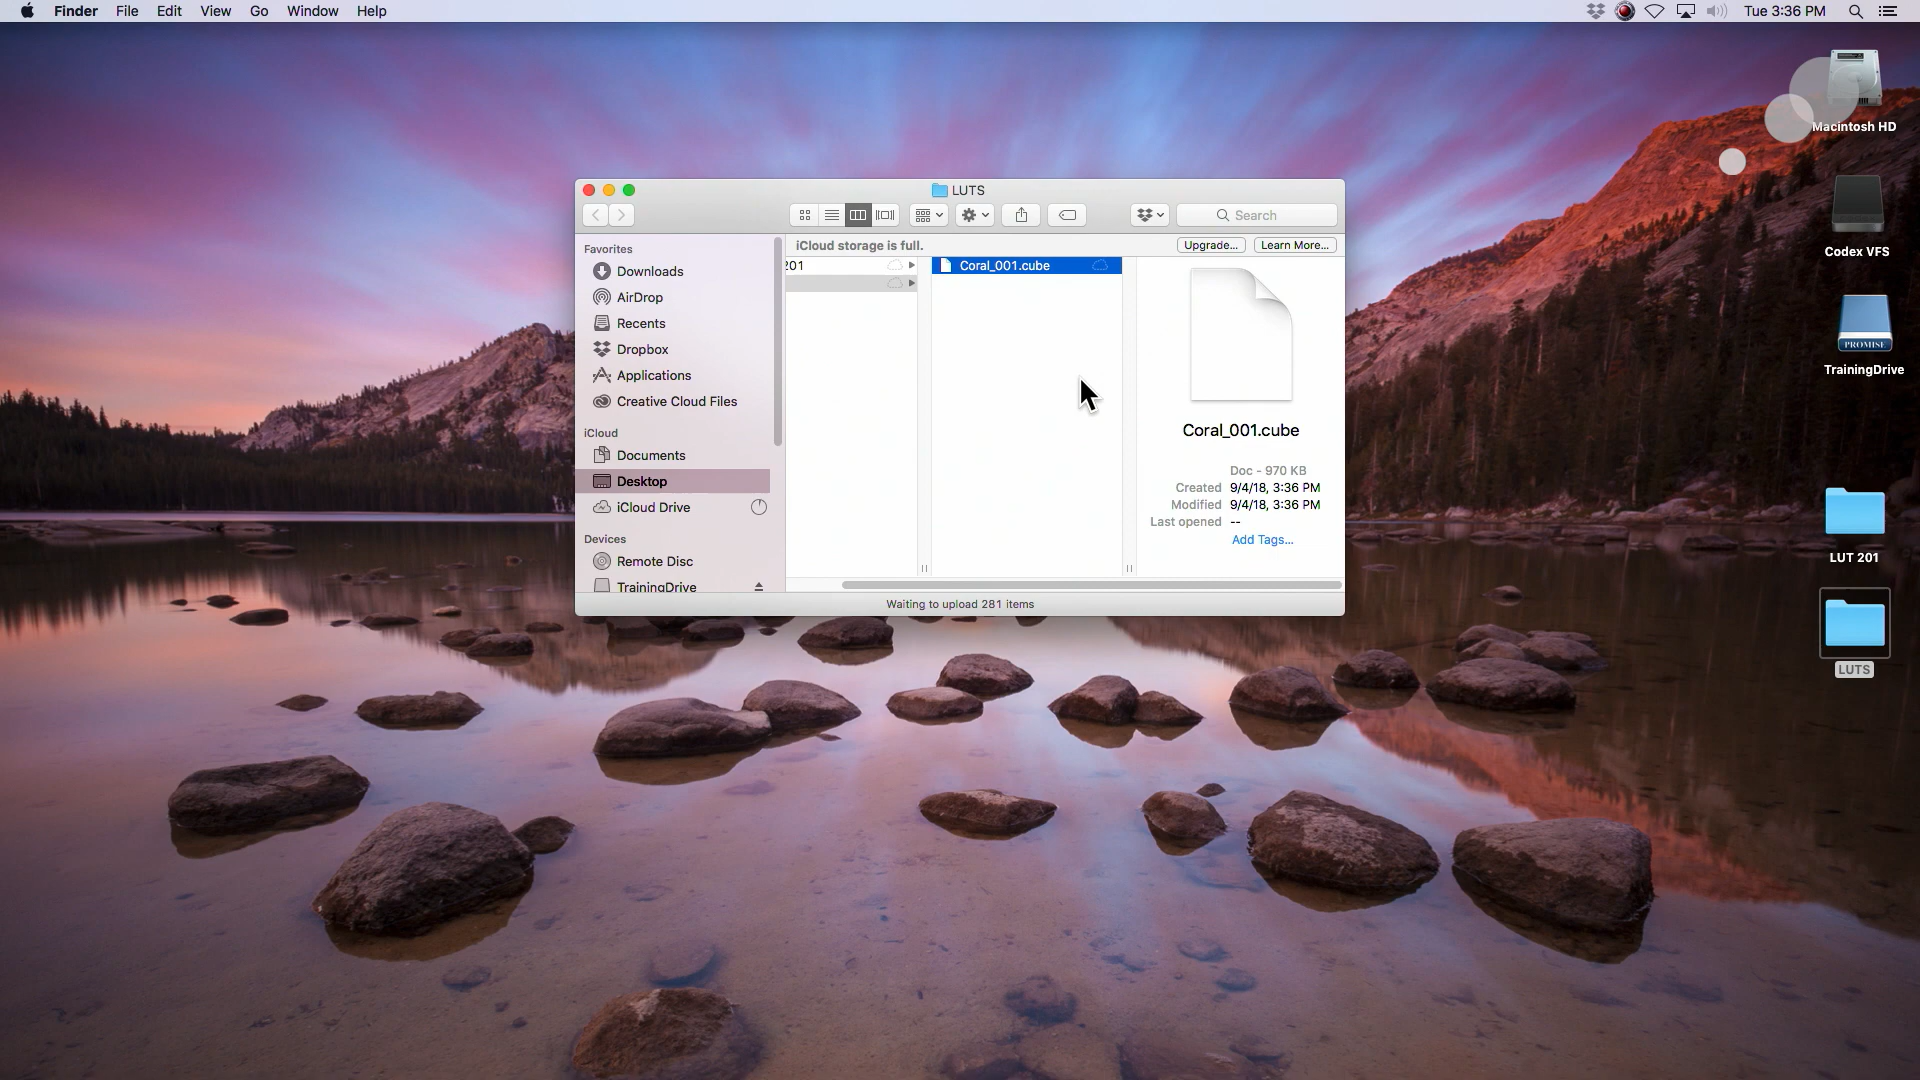 Finder File Edit View Go Window Help Tue 3:36 PM
Macintosh HD
Codex VFS
PROMISE
TrainingDrive
LUT 201
LUTS
LUTS
Search
Favorites
Downloads
AirDrop
Recents
Dropbox
Applications
Creative Cloud Files
iCloud
Documents
Desktop
iCloud Drive
Devices
Remote Disc
TrainingDrive
iCloud storage is full. Upgrade... Learn More...
201
Coral_001.cube
Coral_001.cube
Doc - 970 KB
Created 9/4/18, 3:36 PM
Modified 9/4/18, 3:36 PM
Last opened --
Add Tags...
Waiting to upload 281 items